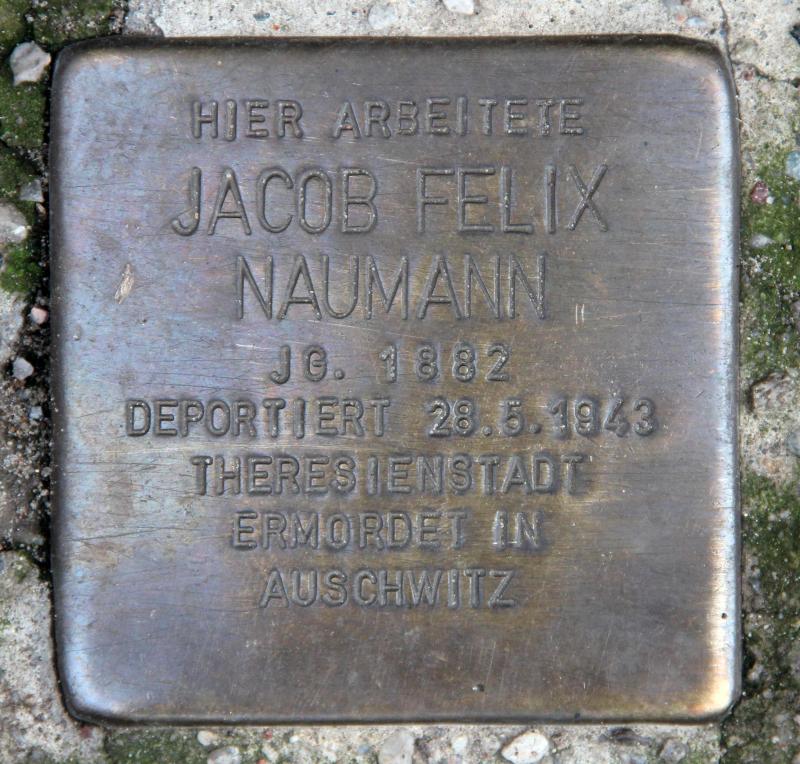 HIER ARBEITETE
JACOB FELIX
NAUMANN
JG. 1882
DEPORTIERT 28.5.1943
THERESIENSTADT
ERMORDET IN
AUSCHWITZ